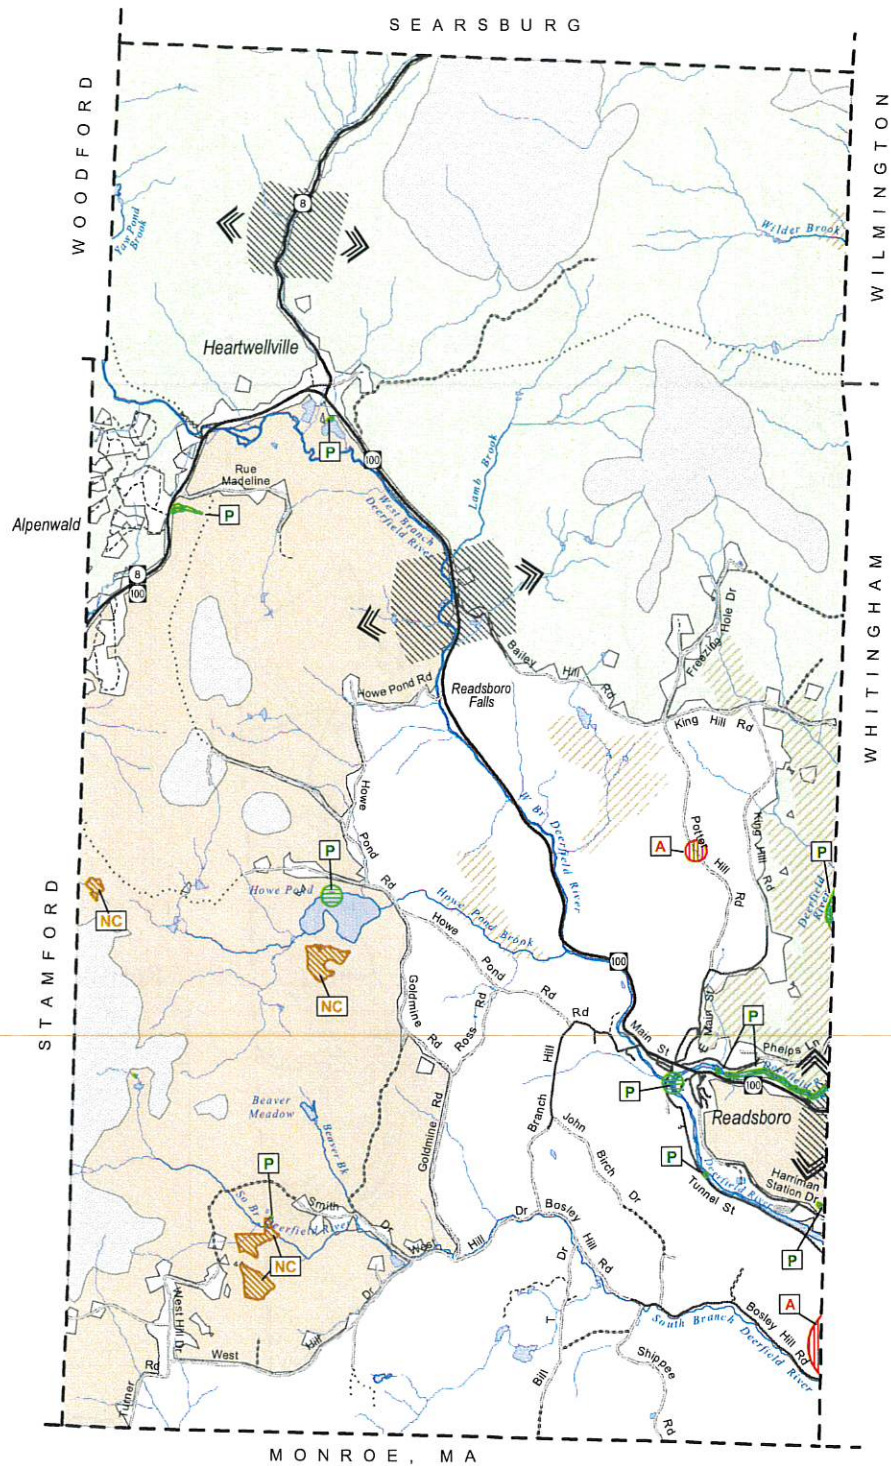 SEARSBURG
WOODFORD
WILMINGTON
8
Yaw Pond
Brook
Wilder Brook
Heartwellville
P
100
Rue
Madeline
Lamb Brook
West Branch
Deerfield River
Alpenwald
P
8
100
WHITINGHAM
Bailey Hill Rd
Freezing Hole Dr
Howe Pond Rd
Readsboro
Falls
King Hill Rd
Howe Pond Rd
W Br Deerfield River
Potter Hill Rd
King Hill Rd
A
P
P
STAMFORD
NC
Howe Pond
Howe Pond Brook
Deerfield
River
NC
Howe Pond Rd
100
Goldmine Rd
Ross Rd
Main St
E Main St
P
Phelps Ln
Deerfield R
100
P
Readsboro
Beaver
Meadow
Beaver Bk
Goldmine Rd
Branch Hill Rd
John Birch Dr
P
Deerfield River
Tunnel St
Harriman
Station Dr
P
P
Smith Dr
So Br Deerfield River
NC
West Hill Dr
Bosley Hill Rd
A
South Branch Deerfield River
Bosley Hill Rd
West Hill Dr
West Hill Dr
Turner Rd
Bill T Dr
Shippee Rd
MONROE, MA